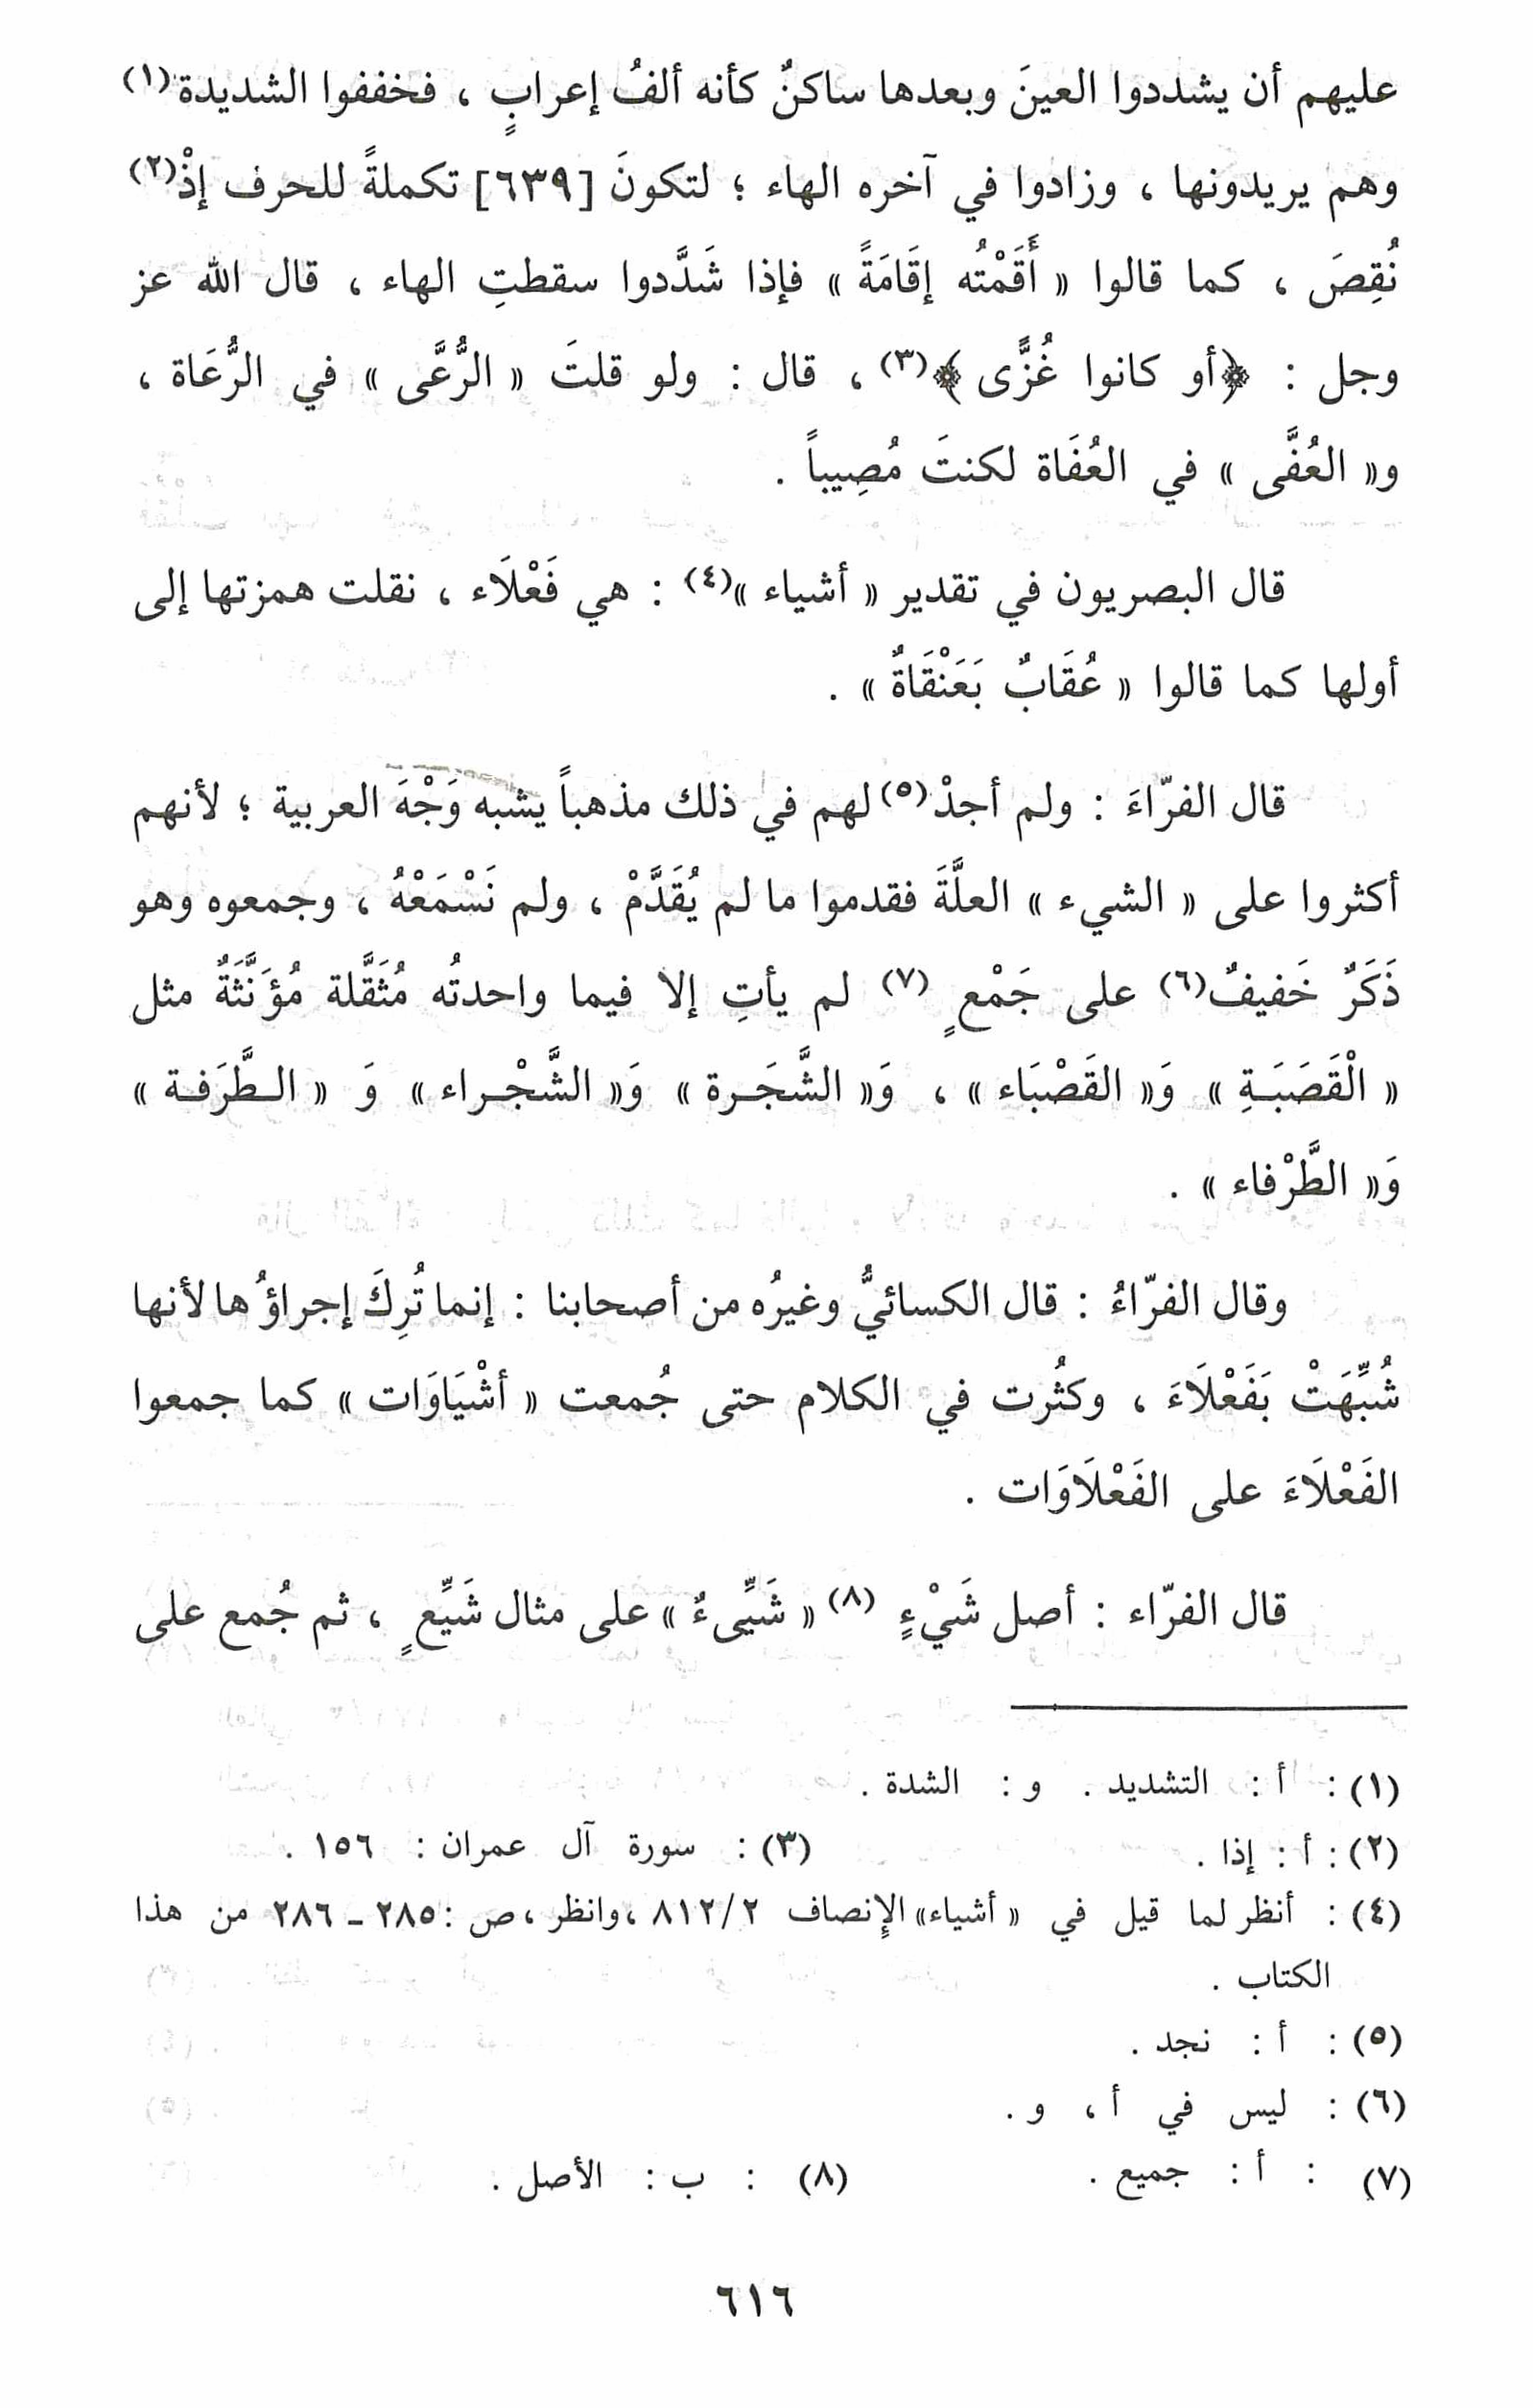 عليهم أن يشددوا العينَ وبعدها ساكنٌ كأنه ألفُ إعرابٍ ، فخففوا الشديدة(١)
وهم يريدونها ، وزادوا في آخره الهاء ؛ لتكونَ [٦٣٩] تكملةً للحرف إذْ(٢)
نُقِصَ ، كما قالوا « أَقَمْتُه إقَامَةً » فإذا شَدَّدوا سقطتِ الهاء ، قال الله عز
وجل : ﴿أو كانوا غُزًّى﴾(٣) ، قال : ولو قلتَ « الرُّعَّى » في الرُّعَاة ،
و« العُفَّى » في العُفَاة لكنتَ مُصِيباً .
قال البصريون في تقدير « أشياء »(٤) : هي فَعْلَاء ، نقلت همزتها إلى
أولها كما قالوا « عُقَابٌ بَعَنْقَاةٌ » .
قال الفرّاءَ : ولم أجدْ(٥) لهم في ذلك مذهباً يشبه وَجْهَ العربية ؛ لأنهم
أكثروا على « الشيء » العلَّةَ فقدموا ما لم يُقَدَّمْ ، ولم نَسْمَعْهُ ، وجمعوه وهو
ذَكَرٌ خَفيفٌ(٦) على جَمْعٍ (٧) لم يأتِ إلا فيما واحدتُه مُثَقَّلة مُؤَنَّثَةٌ مثل
« الْقَصَبَـةِ » وَ« القَصْبَاء » ، وَ« الشَّجَـرة » وَ« الشَّجْـراء » وَ « الـطَّرَفـة »
وَ« الطَّرْفاء » .
وقال الفرّاءُ : قال الكسائيُّ وغيرُه من أصحابنا : إنما تُرِكَ إجراؤُها لأنها
شُبِّهَتْ بَفَعْلَاءَ ، وكثُرت في الكلام حتى جُمعت « أشْيَاوَات » كما جمعوا
الفَعْلَاءَ على الفَعْلَاوَات .
قال الفرّاء : أصل شَيْءٍ (٨) « شَيِّىءٌ » على مثال شَيِّعٍ ، ثم جُمع على
(١) : أ : التشديد . و : الشدة .
(٢) : أ : إذا . (٣) : سورة آل عمران : ١٥٦ .
(٤) : أنظر لما قيل في « أشياء» الإنصاف ٨١٢/٢ ،وانظر ، ص : ٢٨٥ ـ ٢٨٦ من هذا
الكتاب .
(٥) : أ : نجد .
(٦) : ليس في أ ، و .
(٧) : أ : جميع . (٨) : ب : الأصل .
٦١٦